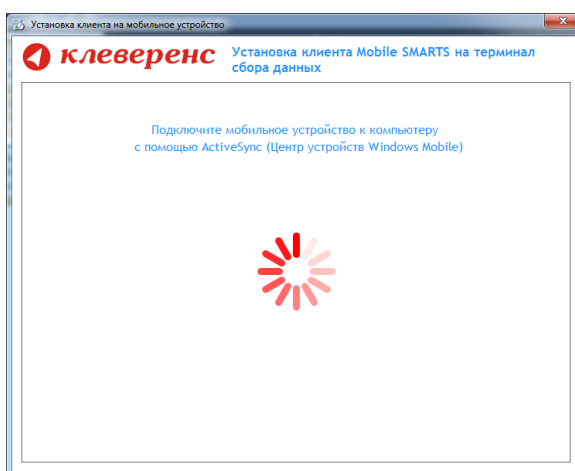 Установка клиента на мобильное устройство
клеверенс
Установка клиента Mobile SMARTS на терминал
сбора данных
Подключите мобильное устройство к компьютеру
с помощью ActiveSync (Центр устройств Windows Mobile)